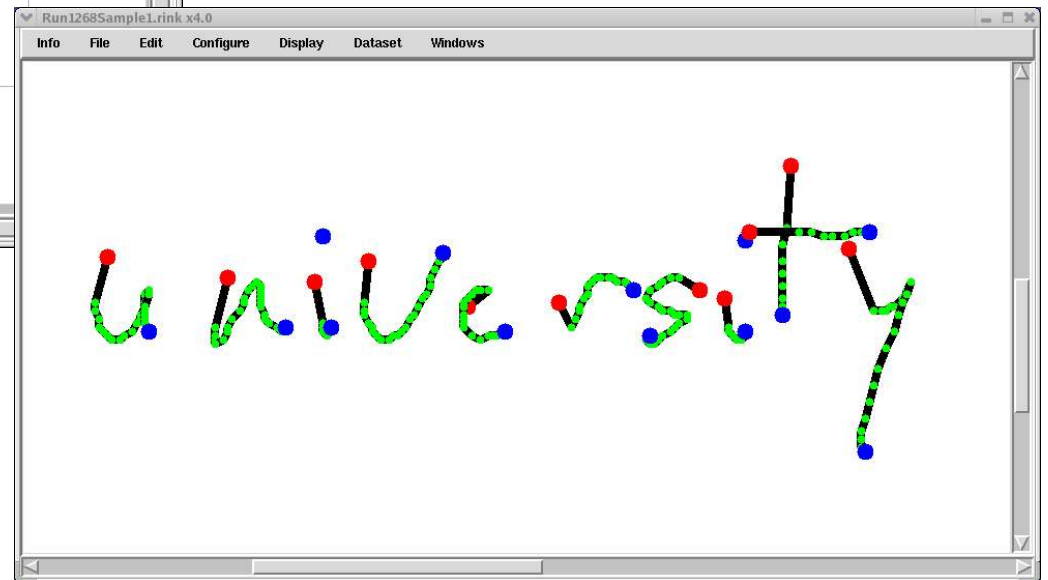 Run1268Sample1.rink x4.0
Info File Edit Configure Display Dataset Windows
university